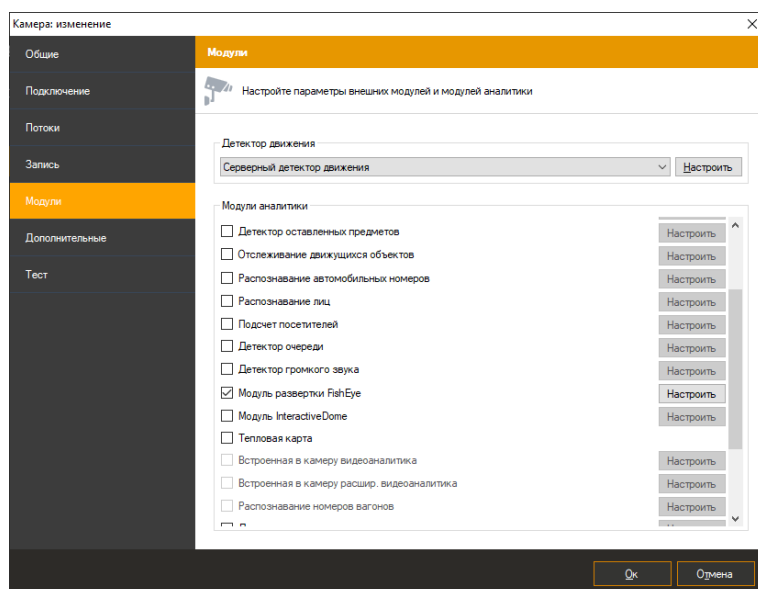 Камера: изменение
Общие
Подключение
Потоки
Запись
Модули
Дополнительные
Тест
Модули
Настройте параметры внешних модулей и модулей аналитики
Детектор движения
Серверный детектор движения
Настроить
Модули аналитики
Детектор оставленных предметов Настроить
Отслеживание движущихся объектов Настроить
Распознавание автомобильных номеров Настроить
Распознавание лиц Настроить
Подсчет посетителей Настроить
Детектор очереди Настроить
Детектор громкого звука Настроить
Модуль развертки FishEye Настроить
Модуль InteractiveDome Настроить
Тепловая карта
Встроенная в камеру видеоаналитика Настроить
Встроенная в камеру расшир. видеоаналитика Настроить
Распознавание номеров вагонов Настроить
Ок
Отмена